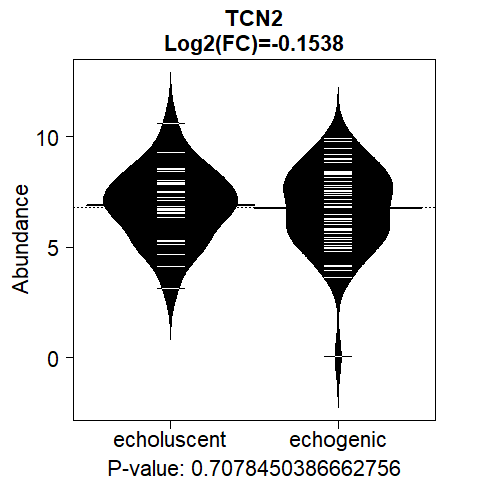 TCN2
Log2(FC)=-0.1538
Abundance
10
5
0
echoluscent echogenic
P-value: 0.7078450386662756